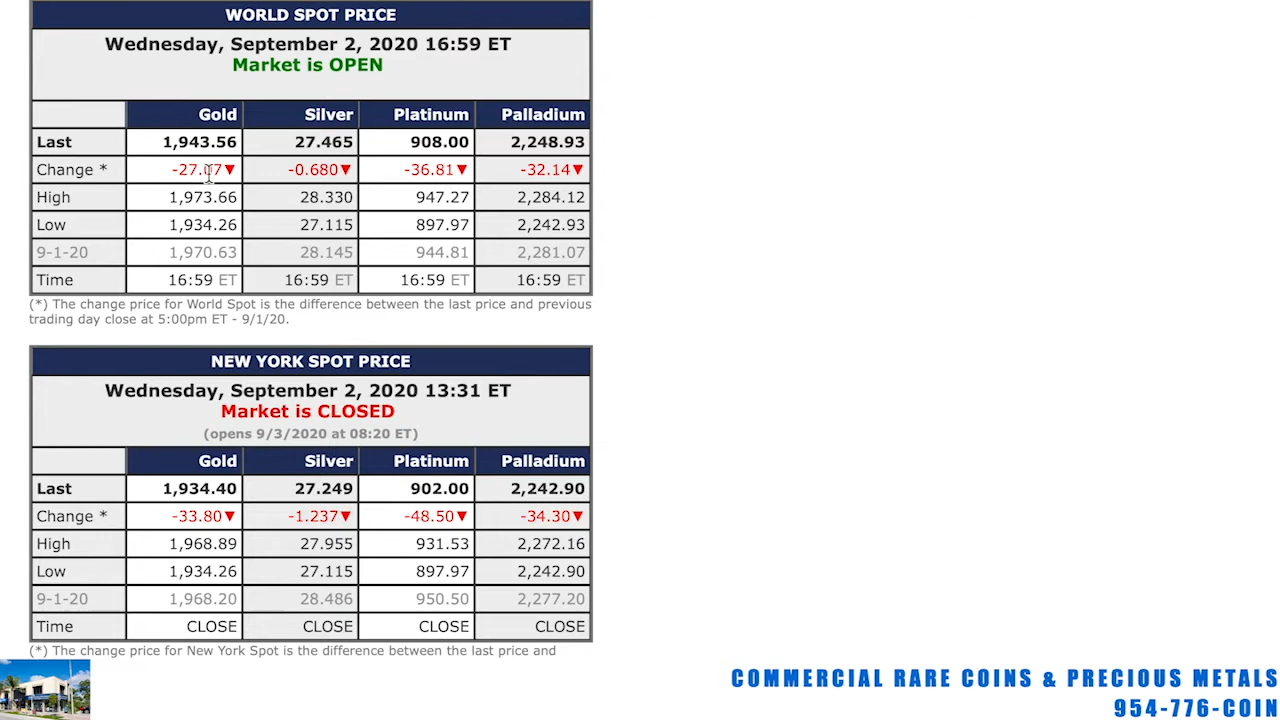 WORLD SPOT PRICE
Wednesday, September 2, 2020 16:59 ET
Market is OPEN
Gold Silver Platinum Palladium
Last 1,943.56 27.465 908.00 2,248.93
Change * -27.07▼ -0.680▼ -36.81▼ -32.14▼
High 1,973.66 28.330 947.27 2,284.12
Low 1,934.26 27.115 897.97 2,242.93
9-1-20 1,970.63 28.145 944.81 2,281.07
Time 16:59 ET 16:59 ET 16:59 ET 16:59 ET
(*) The change price for World Spot is the difference between the last price and previous
trading day close at 5:00pm ET - 9/1/20.
NEW YORK SPOT PRICE
Wednesday, September 2, 2020 13:31 ET
Market is CLOSED
(opens 9/3/2020 at 08:20 ET)
Gold Silver Platinum Palladium
Last 1,934.40 27.249 902.00 2,242.90
Change * -33.80▼ -1.237▼ -48.50▼ -34.30▼
High 1,968.89 27.955 931.53 2,272.16
Low 1,934.26 27.115 897.97 2,242.90
9-1-20 1,968.20 28.486 950.50 2,277.20
Time CLOSE CLOSE CLOSE CLOSE
(*) The change price for New York Spot is the difference between the last price and
COMMERCIAL RARE COINS & PRECIOUS METALS
954-776-COIN